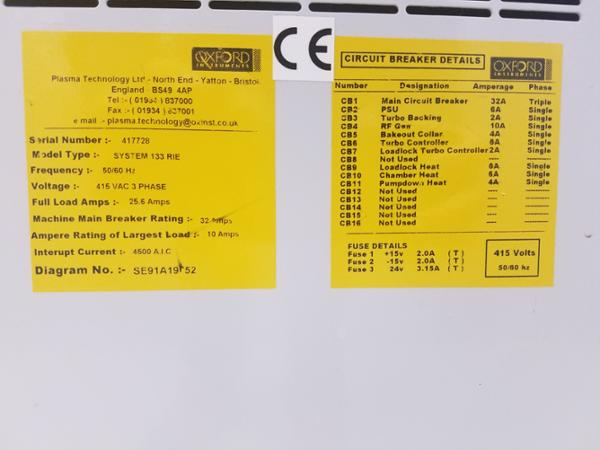 OXFORD
INSTRUMENTS
Plasma Technology Ltd - North End - Yatton - Bristol
England BS49 4AP
Tel :- ( 01934 ) 837000
Fax :- ( 01934 ) 837001
e mail :- plasma.technology@oxinst.co.uk
Serial Number :- 417728
Model Type :- SYSTEM 133 RIE
Frequency :- 50/60 Hz
Voltage :- 415 VAC 3 PHASE
Full Load Amps :- 25.6 Amps
Machine Main Breaker Rating :- 32 Amps
Ampere Rating of Largest Load :- 10 Amps
Interupt Current :- 4500 A.I.C
Diagram No. :- SE91A19152
CE
CIRCUIT BREAKER DETAILS
OXFORD
INSTRUMENTS
Number Designation Amperage Phase
CB1 Main Circuit Breaker 32A Triple
CB2 PSU 6A Single
CB3 Turbo Backing 2A Single
CB4 RF Gen 10A Single
CB5 Bakeout Collar 4A Single
CB6 Turbo Controller 8A Single
CB7 Loadlock Turbo Controller 2A Single
CB8 Not Used ---- ------
CB9 Loadlock Heat 8A Single
CB10 Chamber Heat 6A Single
CB11 Pumpdown Heat 4A Single
CB12 Not Used ---- ------
CB13 Not Used ---- ------
CB14 Not Used ---- ------
CB15 Not Used ---- ------
CB16 Not Used ---- ------
FUSE DETAILS
Fuse 1 +15v 2.0A ( T )
Fuse 2 -15v 2.0A ( T )
Fuse 3 24v 3.15A ( T )
415 Volts
50/60 hz